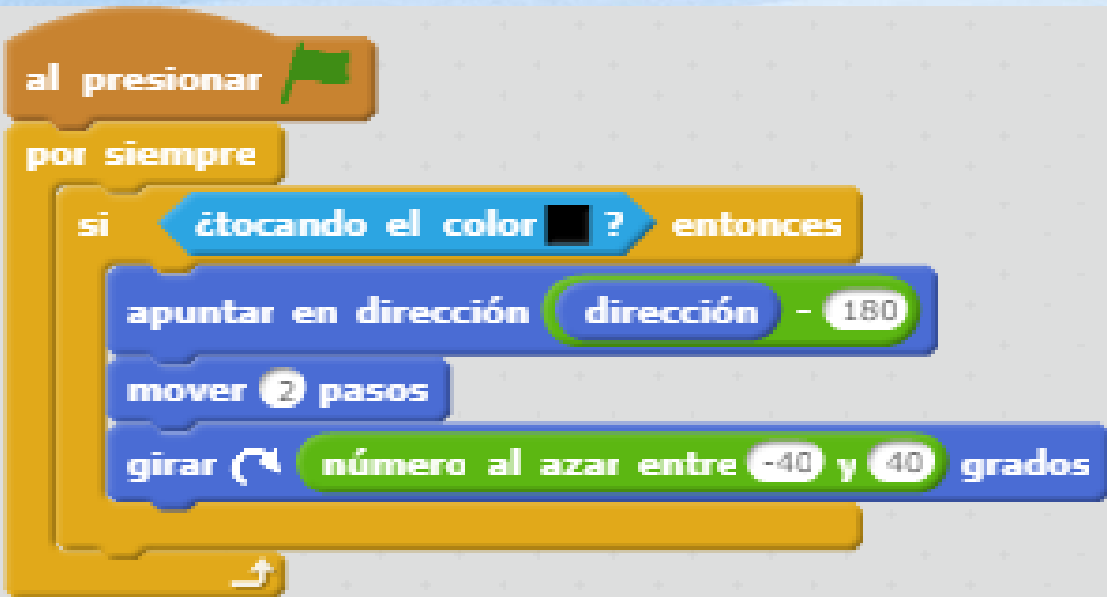 al presionar
por siempre
si ¿tocando el color ? entonces
apuntar en dirección dirección - 180
mover 2 pasos
girar número al azar entre -40 y 40 grados